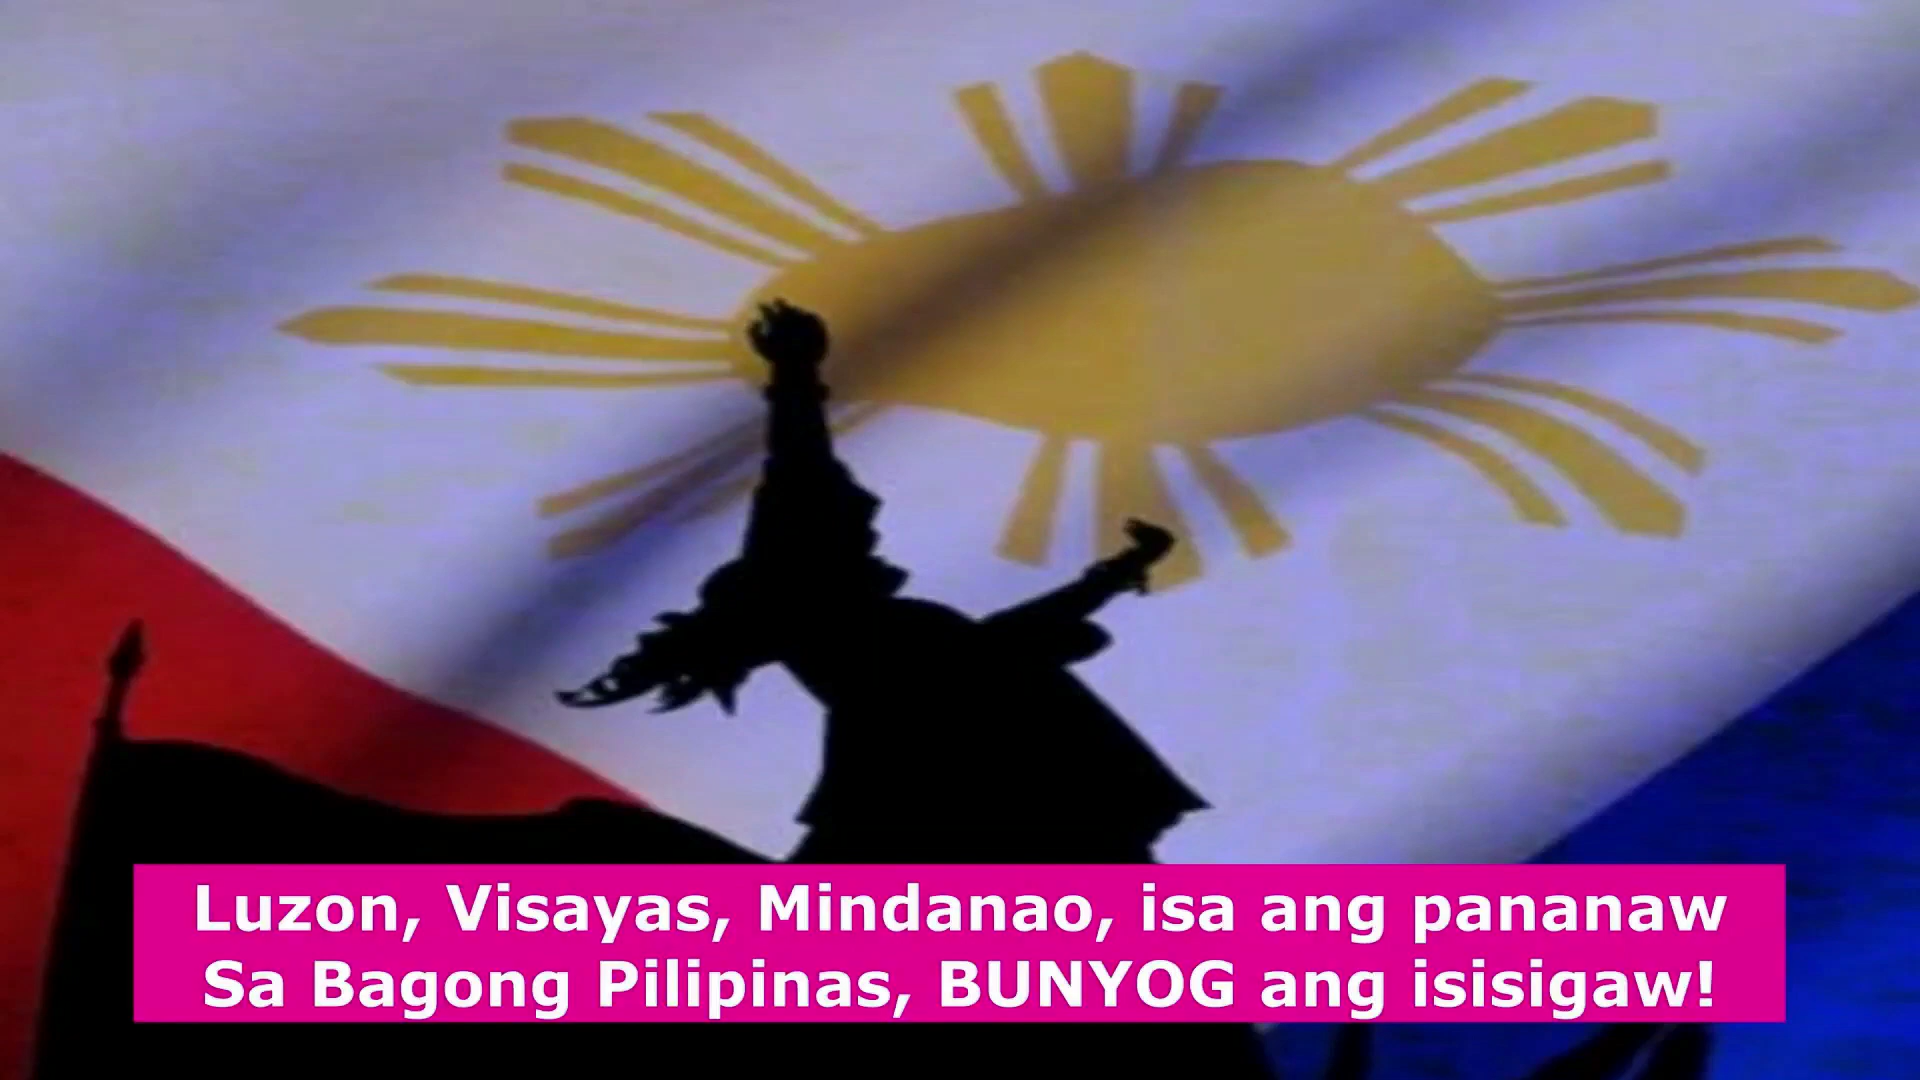 Luzon, Visayas, Mindanao, isa ang pananaw
Sa Bagong Pilipinas, BUNYOG ang isisigaw!